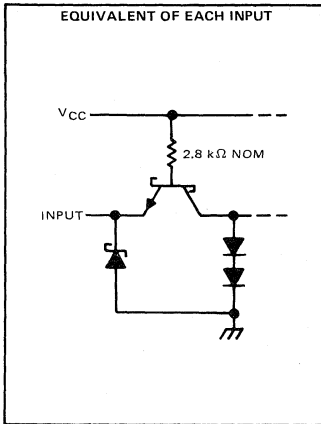 EQUIVALENT OF EACH INPUT
VCC
2.8 kΩ NOM
INPUT